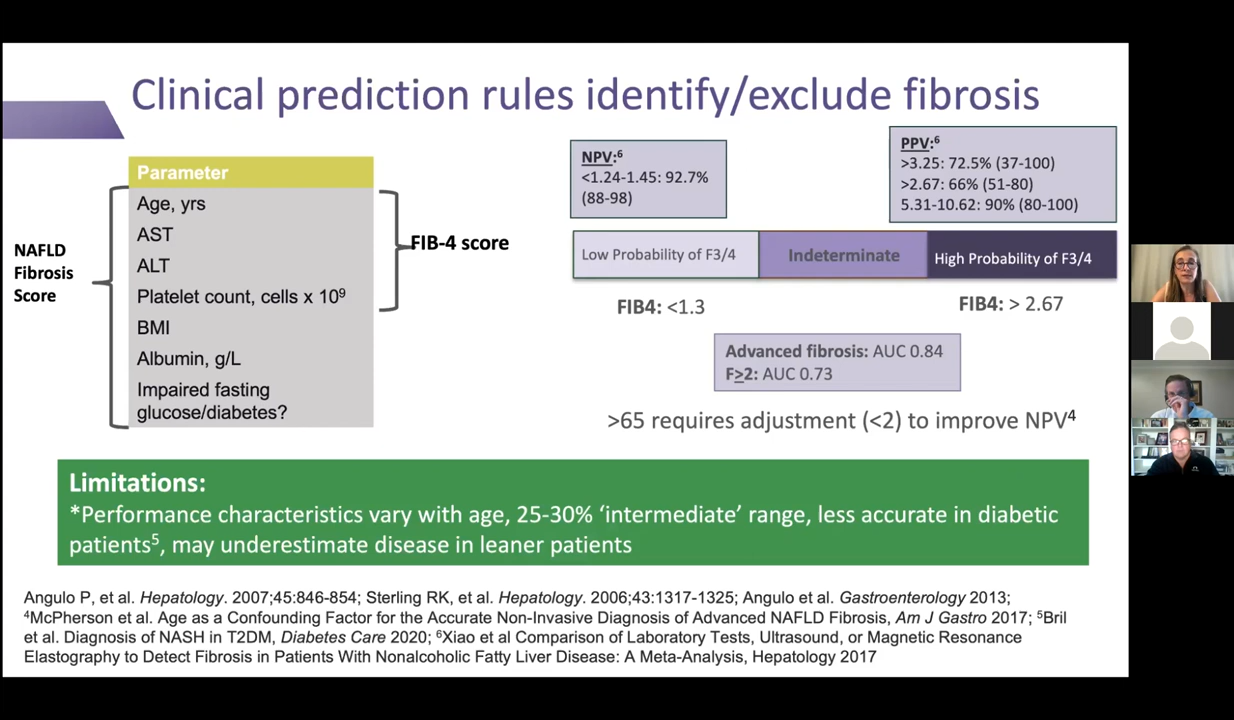 Clinical prediction rules identify/exclude fibrosis
NAFLD
Fibrosis
Score
Parameter
Age, yrs
AST
ALT
Platelet count, cells x 10⁹
BMI
Albumin, g/L
Impaired fasting
glucose/diabetes?
FIB-4 score
NPV:⁶
<1.24-1.45: 92.7%
(88-98)
PPV:⁶
>3.25: 72.5% (37-100)
>2.67: 66% (51-80)
5.31-10.62: 90% (80-100)
Low Probability of F3/4
Indeterminate
High Probability of F3/4
FIB4: <1.3
FIB4: > 2.67
Advanced fibrosis: AUC 0.84
F>2: AUC 0.73
>65 requires adjustment (<2) to improve NPV⁴
Limitations:
*Performance characteristics vary with age, 25-30% ‘intermediate’ range, less accurate in diabetic
patients⁵, may underestimate disease in leaner patients
Angulo P, et al. Hepatology. 2007;45:846-854; Sterling RK, et al. Hepatology. 2006;43:1317-1325; Angulo et al. Gastroenterology 2013;
⁴McPherson et al. Age as a Confounding Factor for the Accurate Non-Invasive Diagnosis of Advanced NAFLD Fibrosis, Am J Gastro 2017; ⁵Bril
et al. Diagnosis of NASH in T2DM, Diabetes Care 2020; ⁶Xiao et al Comparison of Laboratory Tests, Ultrasound, or Magnetic Resonance
Elastography to Detect Fibrosis in Patients With Nonalcoholic Fatty Liver Disease: A Meta-Analysis, Hepatology 2017